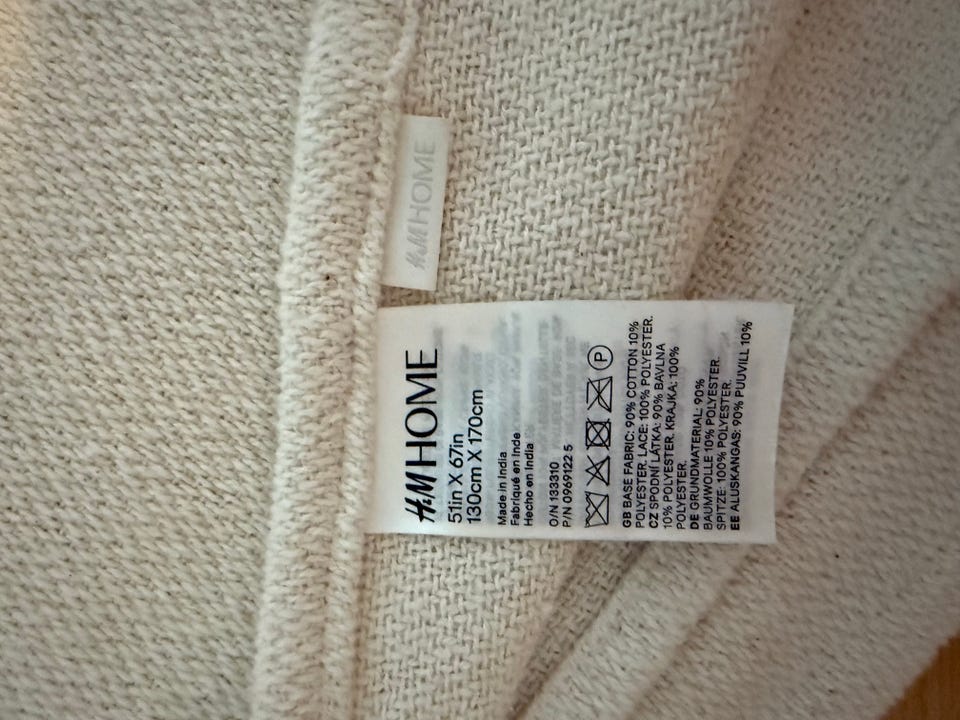 H&M HOME
H&M HOME
51in X 67in
130cm X 170cm
Made in India
Fabriqué en Inde
Hecho en India
O/N 133310
P/N 0969122 5
P
GB BASE FABRIC: 90% COTTON 10%
POLYESTER. LACE: 100% POLYESTER.
CZ SPODNÍ LÁTKA: 90% BAVLNA
10% POLYESTER. KRAJKA: 100%
POLYESTER.
DE GRUNDMATERIAL: 90%
BAUMWOLLE 10% POLYESTER.
SPITZE: 100% POLYESTER.
EE ALUSKANGAS: 90% PUUVILL 10%